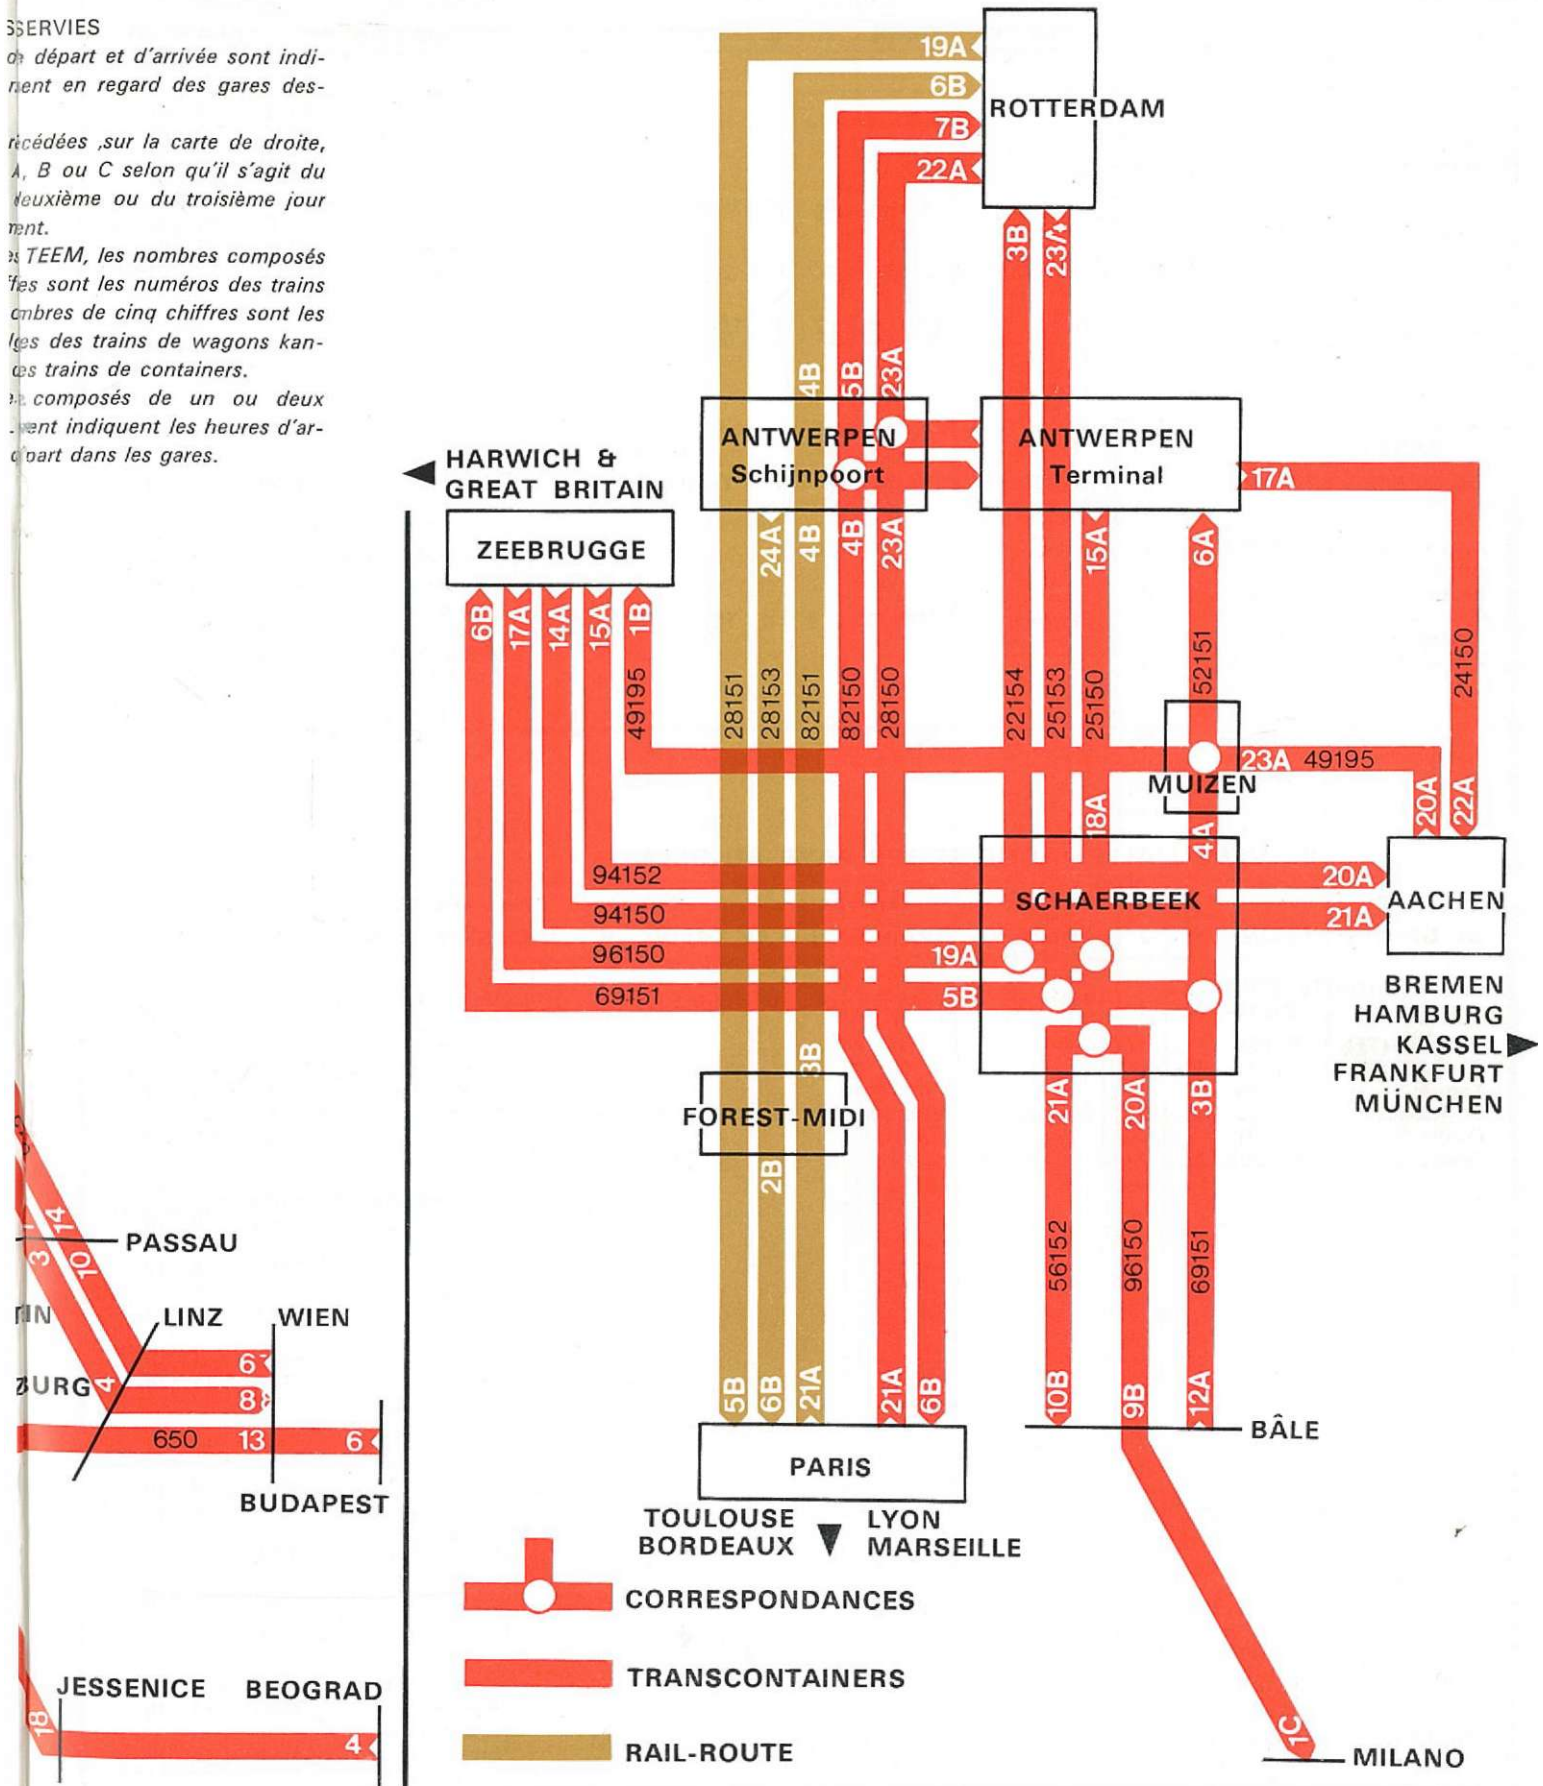 SSERVIES
départ et d'arrivée sont indi-
en regard des gares des-
,sur la carte de droite,
A, B ou C selon qu'il s'agit du
ou du troisième jour
TEEM, les nombres composés
sont les numéros des trains
de cinq chiffres sont les
des trains de wagons kan-
trains de containers.
composés de un ou deux
indiquent les heures d'ar-
dans les gares.
19A
6B
7B
22A
ROTTERDAM
3B
23A
4B
5B
23A
ANTWERPEN
Schijnpoort
ANTWERPEN
Terminal
17A
HARWICH &
GREAT BRITAIN
ZEEBRUGGE
24A
4B
4B
23A
15A
6A
6B
17A
14A
15A
1B
49195
28151
28153
82151
82150
28150
22154
25153
25150
52151
24150
23A 49195
MUIZEN
18A
4A
20A
22A
94152
20A
94150
SCHAERBEEK
21A
AACHEN
96150
19A
69151
5B
BREMEN
HAMBURG
KASSEL
FRANKFURT
MÜNCHEN
3B
FOREST-MIDI
2B
21A
20A
3B
56152
96150
69151
14
10
3
PASSAU
LINZ
WIEN
6
4
8
650
13
6
BUDAPEST
5B
6B
21A
21A
6B
10B
9B
12A
BÂLE
PARIS
TOULOUSE
BORDEAUX
LYON
MARSEILLE
CORRESPONDANCES
TRANSCONTAINERS
RAIL-ROUTE
JESSENICE
BEOGRAD
18
4
1C
MILANO